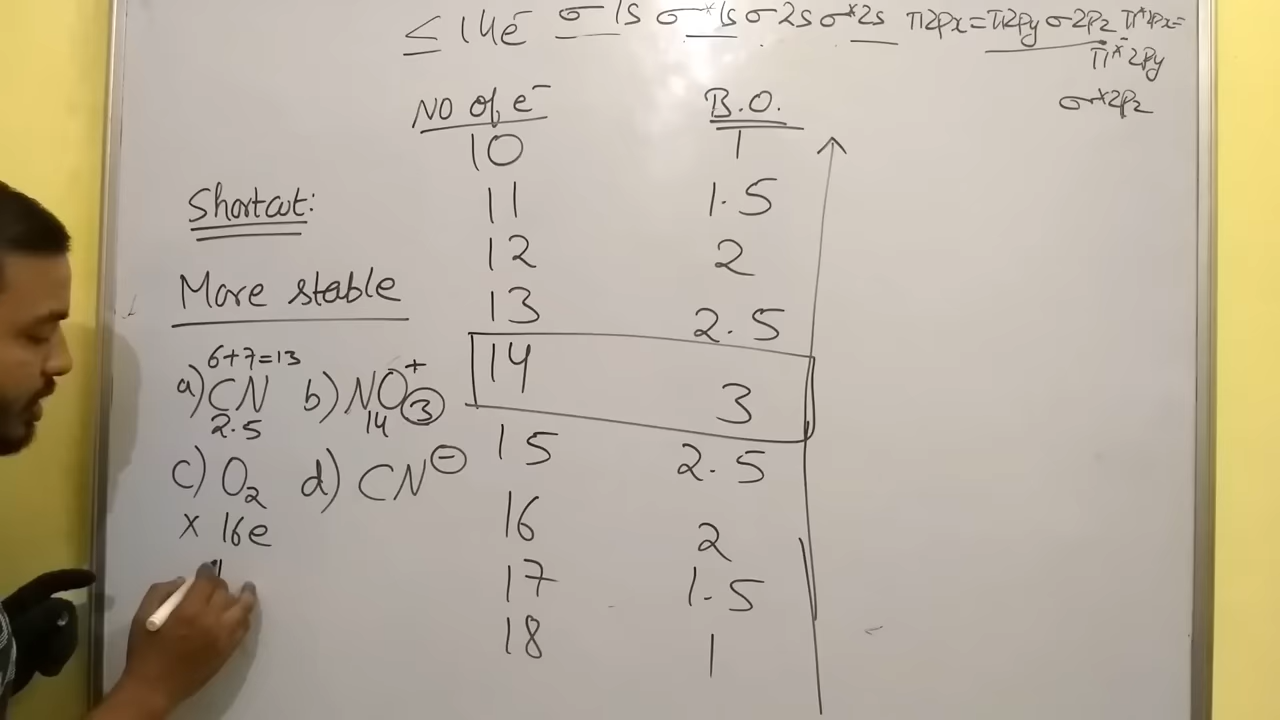 ≤ 14e⁻ σ1s σ*1s σ2s σ*2s π2px=π2py σ2pz π*2px=
π*2py
σ*2pz
NO of e⁻ B.O.
10 1
11 1.5
12 2
13 2.5
14 3
15 2.5
16 2
17 1.5
18 1
Shortcut:
More stable
6+7=13
a) CN b) NO⁺ ③
2.5 14
c) O₂ d) CN⊖
x 16e